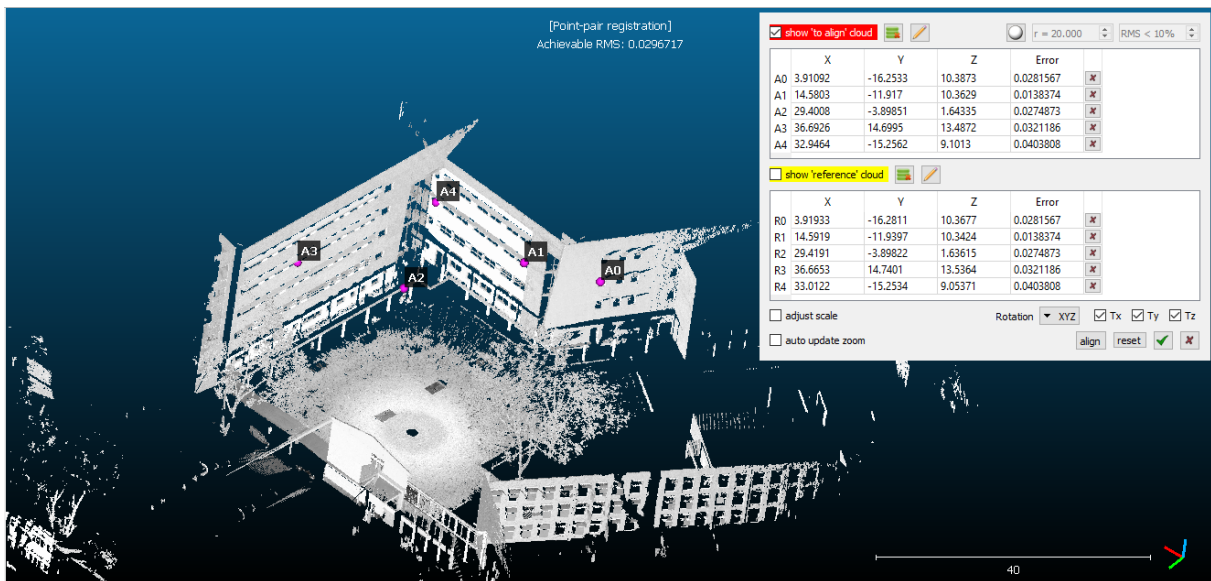 [Point-pair registration]
Achievable RMS: 0.0296717
show 'to align' cloud r = 20.000 RMS < 10%
X Y Z Error
A0 3.91092 -16.2533 10.3873 0.0281567
A1 14.5803 -11.917 10.3629 0.0138374
A2 29.4008 -3.89851 1.64335 0.0274873
A3 36.6926 14.6995 13.4872 0.0321186
A4 32.9464 -15.2562 9.1013 0.0403808
show 'reference' cloud
X Y Z Error
R0 3.91933 -16.2811 10.3677 0.0281567
R1 14.5919 -11.9397 10.3424 0.0138374
R2 29.4191 -3.89822 1.63615 0.0274873
R3 36.6653 14.7401 13.5364 0.0321186
R4 33.0122 -15.2534 9.05371 0.0403808
adjust scale Rotation XYZ Tx Ty Tz
auto update zoom align reset
A4
A3
A1
A2
A0
40